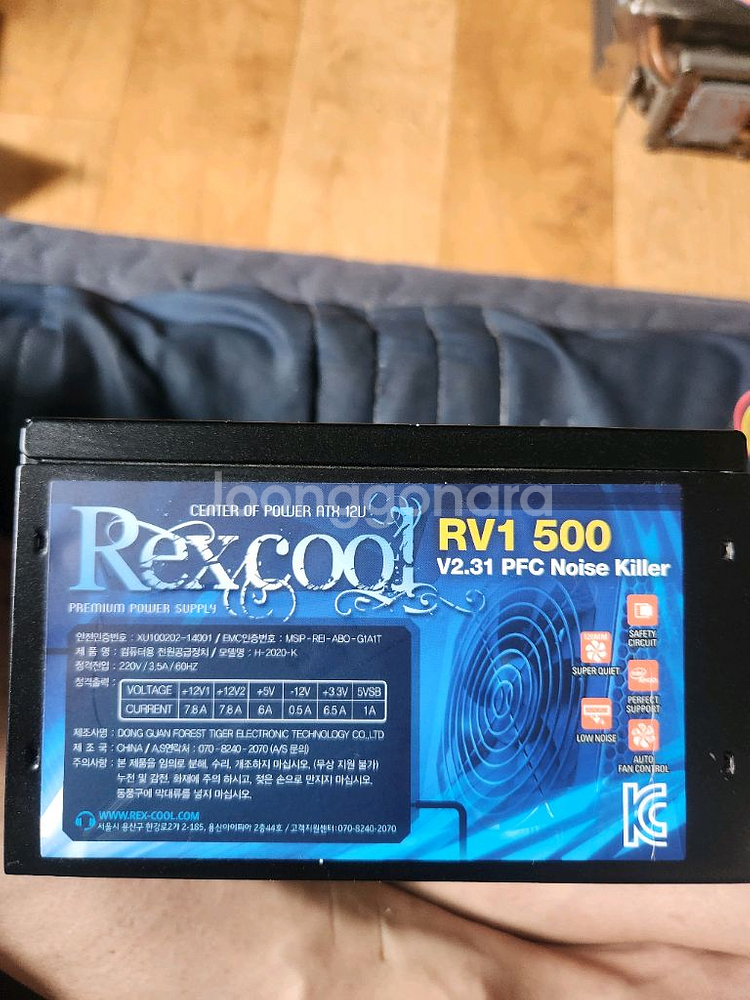 joonggonara
CENTER OF POWER ATX 12V
Rexcool
PREMIUM POWER SUPPLY
RV1 500
V2.31 PFC Noise Killer
안전인증번호 : XU100202-14001 / EMC인증번호 : MSIP-REI-ABO-G1A1T
제 품 명 : 컴퓨터용 전원공급장치 / 모델명 : H-2020-K
정격전압 : 220V / 3.5A / 60HZ
정격출력 :
VOLTAGE +12V1 +12V2 +5V -12V +3.3V 5VSB
CURRENT 7.8A 7.8A 6A 0.5A 6.5A 1A
제조사명 : DONG GUAN FOREST TIGER ELECTRONIC TECHNOLOGY CO.,LTD
제 조 국 : CHINA / A.S연락처 : 070-8240-2070 (A/S 문의)
주의사항 : 본 제품을 임의로 분해, 수리, 개조하지 마십시오. (무상 지원 불가)
누전 및 감전, 화재에 주의 하시고, 젖은 손으로 만지지 마십시오.
통풍구에 막대류를 넣지 마십시오.
WWW.REX-COOL.COM
서울시 용산구 한강로2가 2-185, 용신아이피아 2층44호 / 고객지원센터:070-8240-2070
SAFETY
CIRCUIT
120MM
SUPER QUIET
PERFECT
SUPPORT
LOW NOISE
AUTO
FAN CONTROL